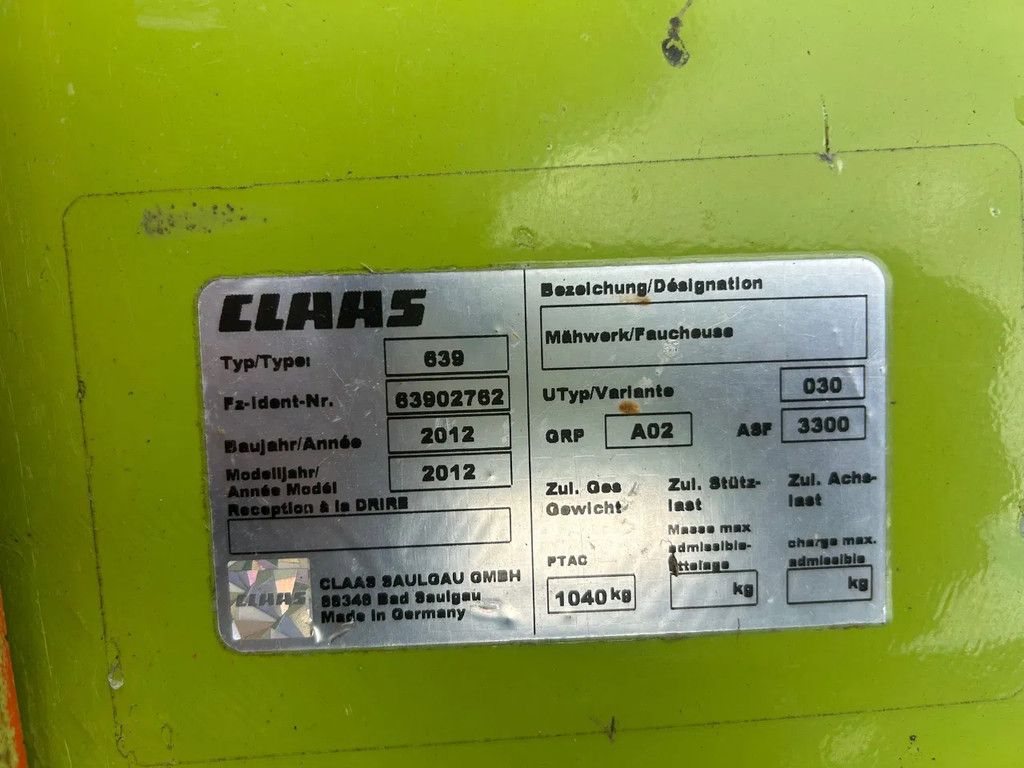 CLAAS
Typ/Type: 639
Fz-Ident-Nr. 63902762
Baujahr/Année 2012
Modelljahr/
Année Modél 2012
Reception à la DRIRE
CLAAS
CLAAS SAULGAU GMBH
88348 Bad Saulgau
Made in Germany
Bezeichung/Désignation
Mähwerk/Faucheuse
UTyp/Variante 030
GRP A02 ASF 3300
Zul. Ges
Gewicht
PTAC
1040 kg
Zul. Stütz-
last
Masse max
admissible-
attelage
kg
Zul. Achs-
last
charge max.
admissible
kg